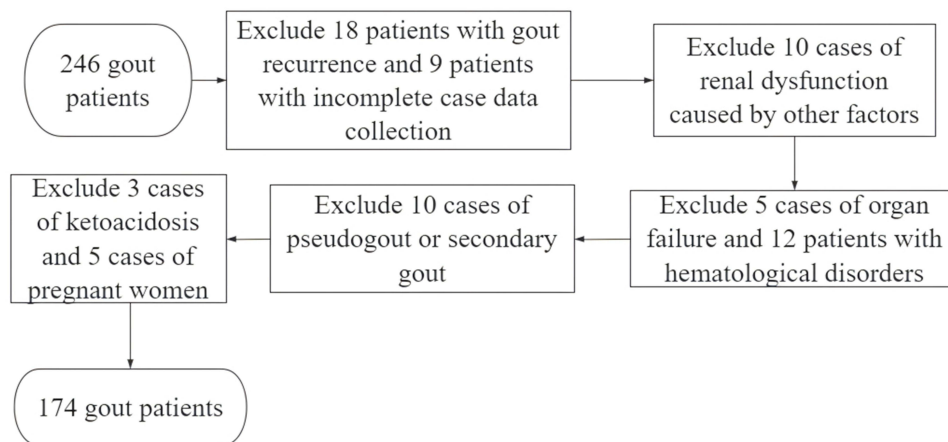 246 gout
patients
Exclude 18 patients with gout
recurrence and 9 patients
with incomplete case data
collection
Exclude 10 cases of
renal dysfunction
caused by other factors
Exclude 5 cases of organ
failure and 12 patients with
hematological disorders
Exclude 10 cases of
pseudogout or secondary
gout
Exclude 3 cases
of ketoacidosis
and 5 cases of
pregnant women
174 gout patients